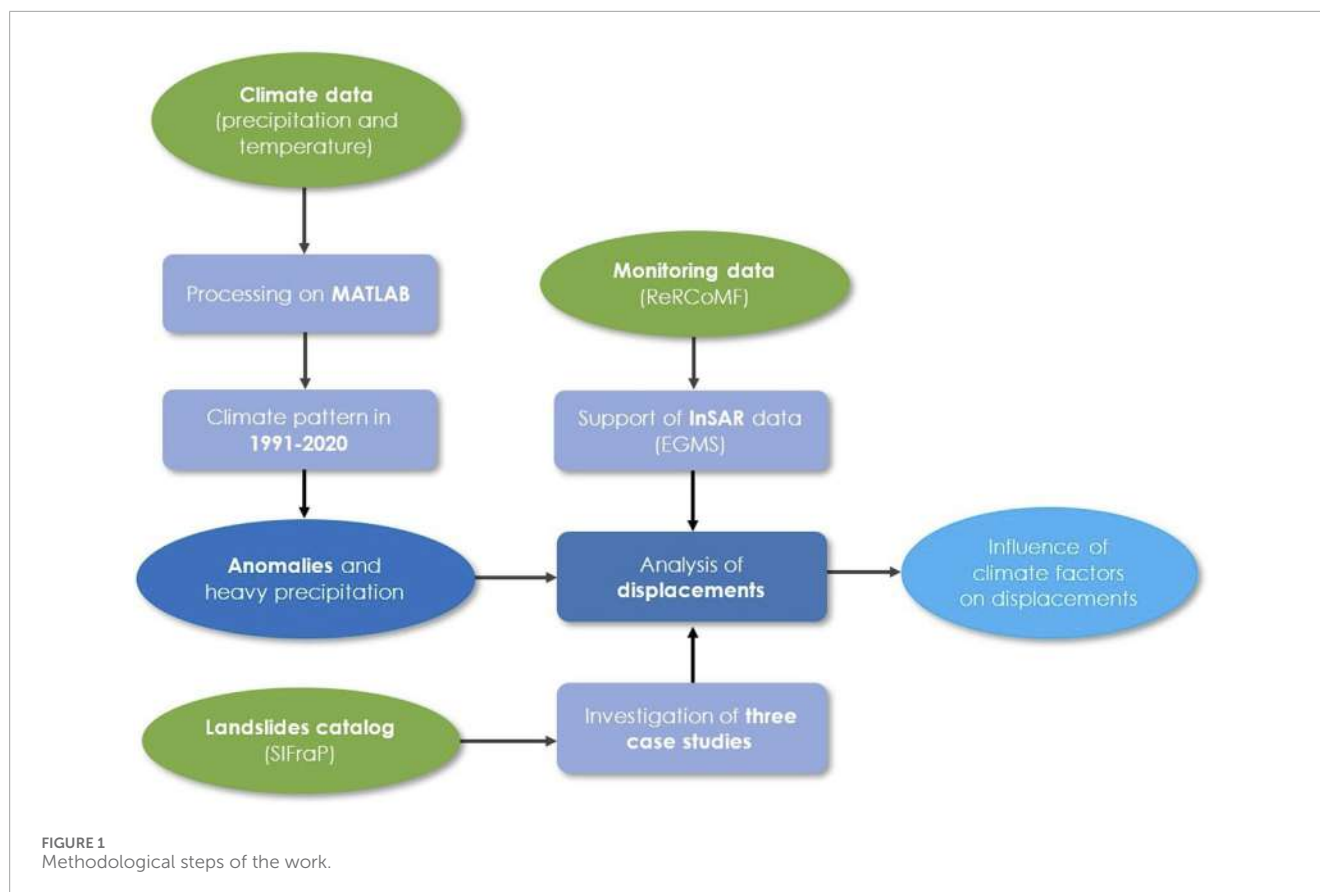 Climate data
(precipitation and
temperature)
Processing on MATLAB
Climate pattern in
1991-2020
Anomalies and
heavy precipitation
Monitoring data
(ReRCoMF)
Support of InSAR data
(EGMS)
Analysis of
displacements
Influence of
climate factors
on displacements
Landslides catalog
(SIFraP)
Investigation of three
case studies
FIGURE 1
Methodological steps of the work.